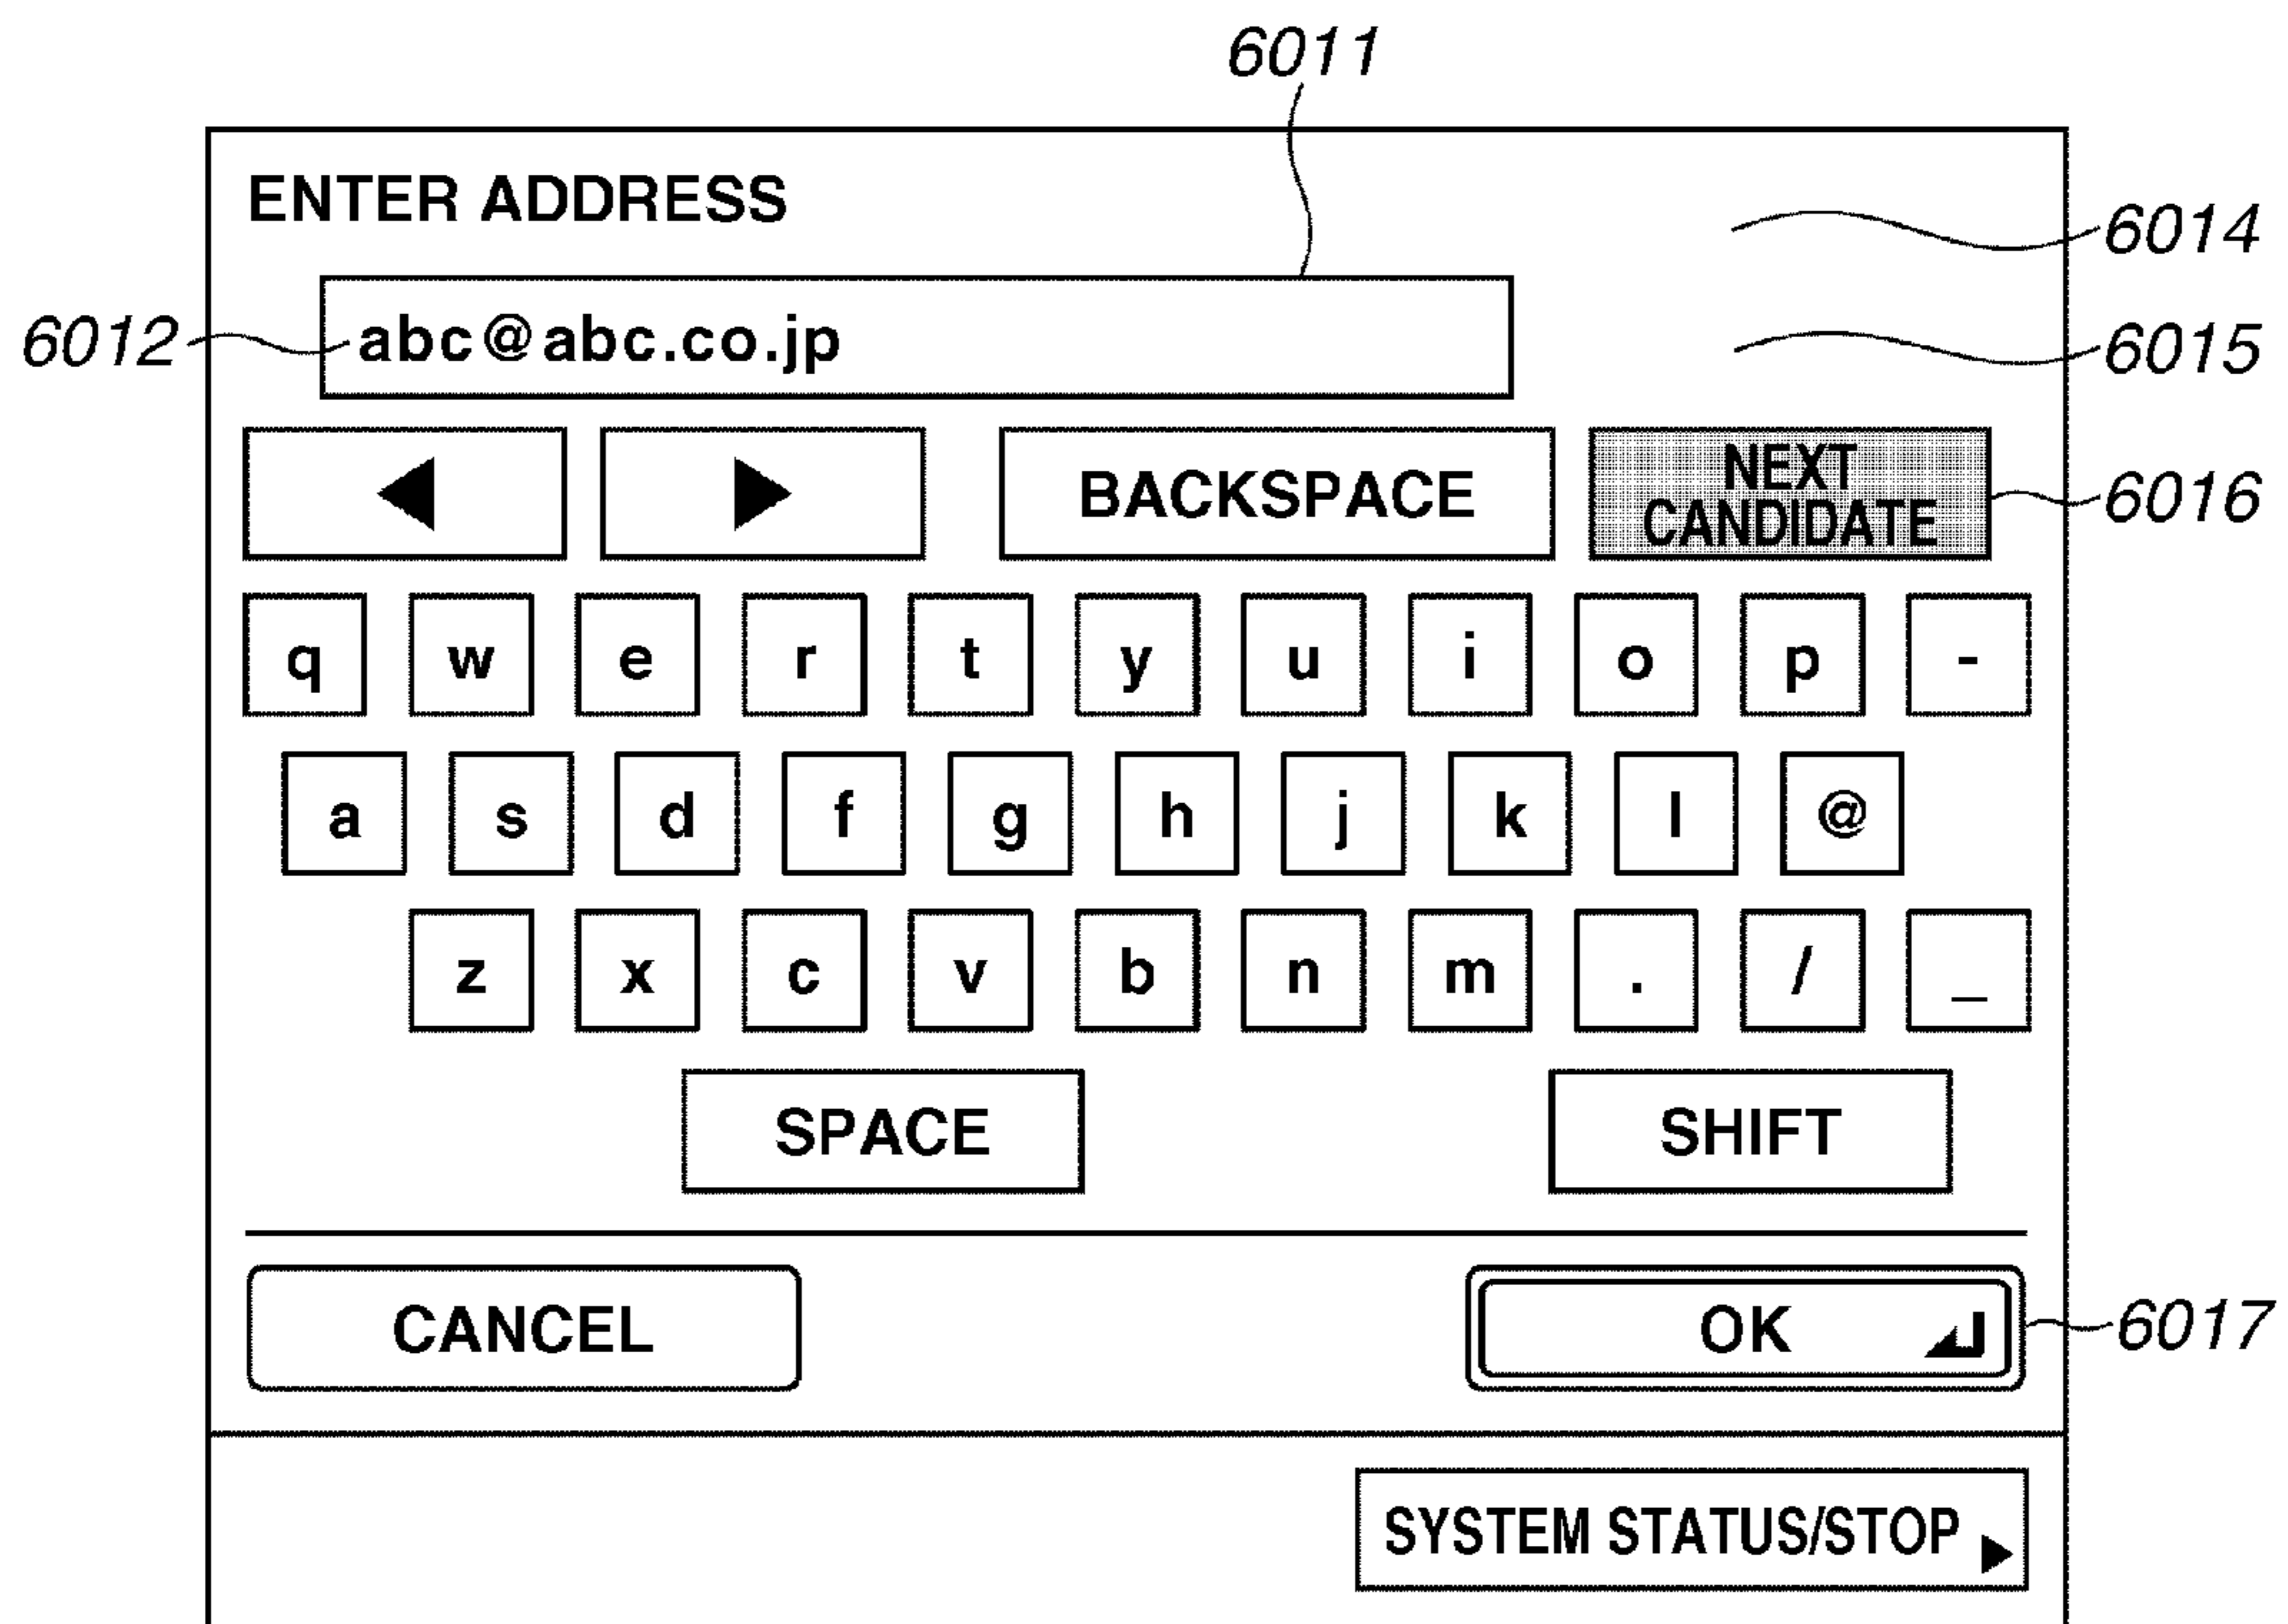 6011
ENTER ADDRESS
6014
6012
abc@abc.co.jp
6015
BACKSPACE
NEXT
CANDIDATE
6016
q w e r t y u i o p -
a s d f g h j k l @
z x c v b n m . / _
SPACE SHIFT
CANCEL OK
6017
SYSTEM STATUS/STOP